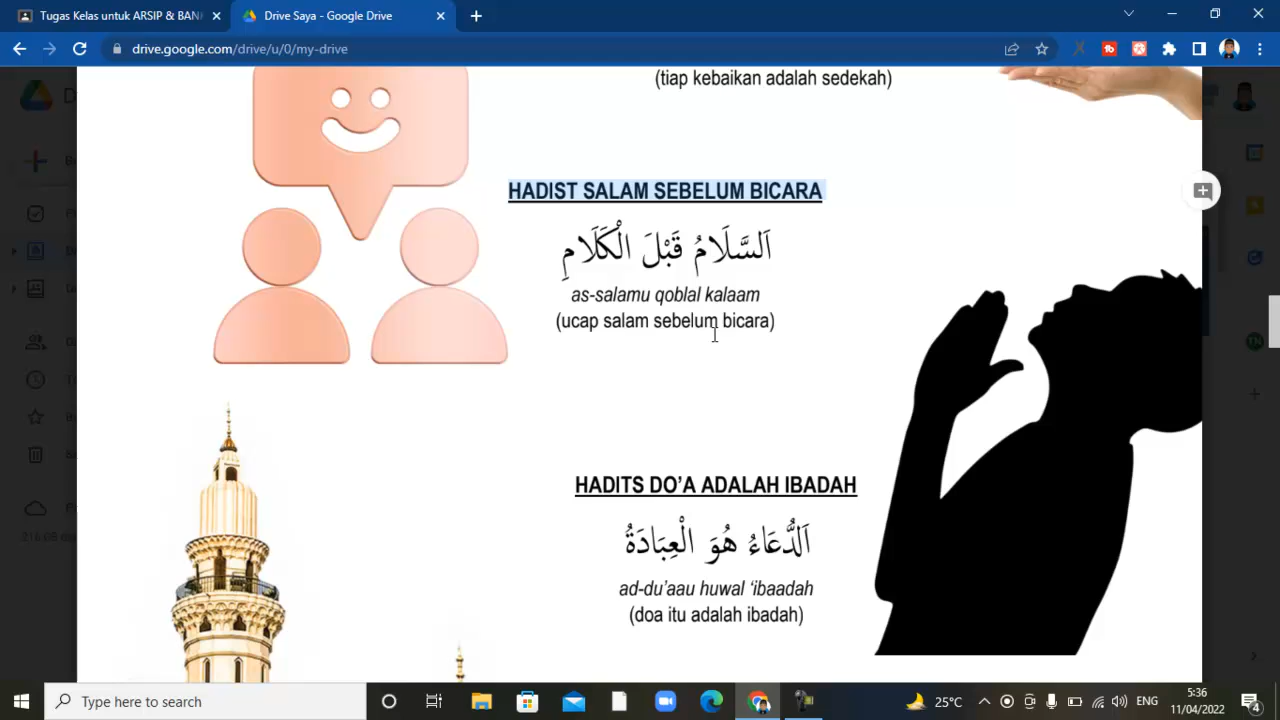 Tugas Kelas untuk ARSIP & BAN
Drive Saya - Google Drive
drive.google.com/drive/u/0/my-drive
(tiap kebaikan adalah sedekah)
HADIST SALAM SEBELUM BICARA
اَلسَّلَامُ قَبْلَ الْكَلَامِ
as-salamu qoblal kalaam
(ucap salam sebelum bicara)
HADITS DO’A ADALAH IBADAH
اَلدُّعَاءُ هُوَ الْعِبَادَةُ
ad-du’aau huwal ‘ibaadah
(doa itu adalah ibadah)
Type here to search
25°C
ENG
5:36
11/04/2022
4